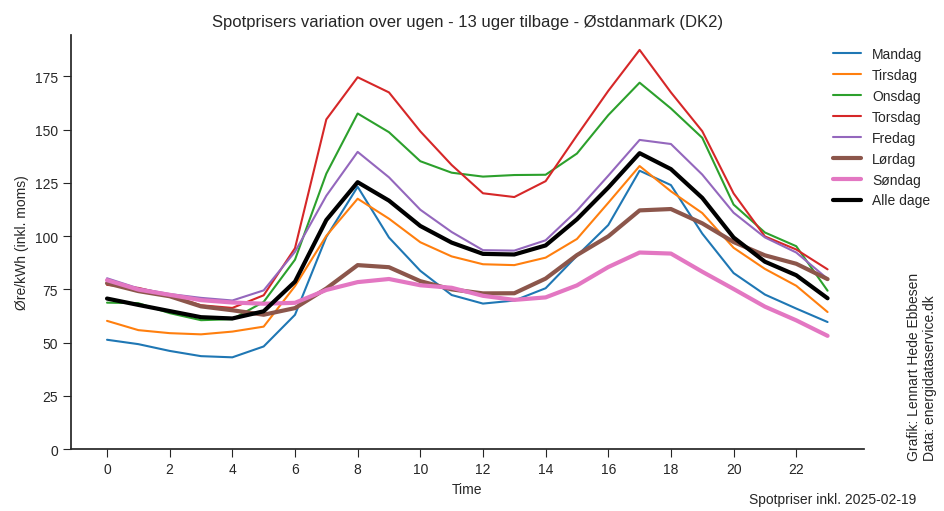 Spotprisers variation over ugen - 13 uger tilbage - Østdanmark (DK2)
Øre/kWh (inkl. moms)
175
150
125
100
75
50
25
0
0 2 4 6 8 10 12 14 16 18 20 22
Time
Mandag
Tirsdag
Onsdag
Torsdag
Fredag
Lørdag
Søndag
Alle dage
Grafik: Lennart Hede Ebbesen
Data: energidataservice.dk
Spotpriser inkl. 2025-02-19